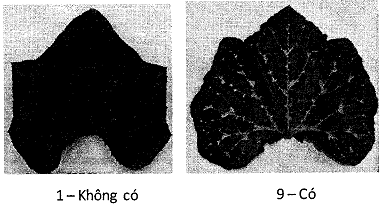 1 – Không có
9 – Có